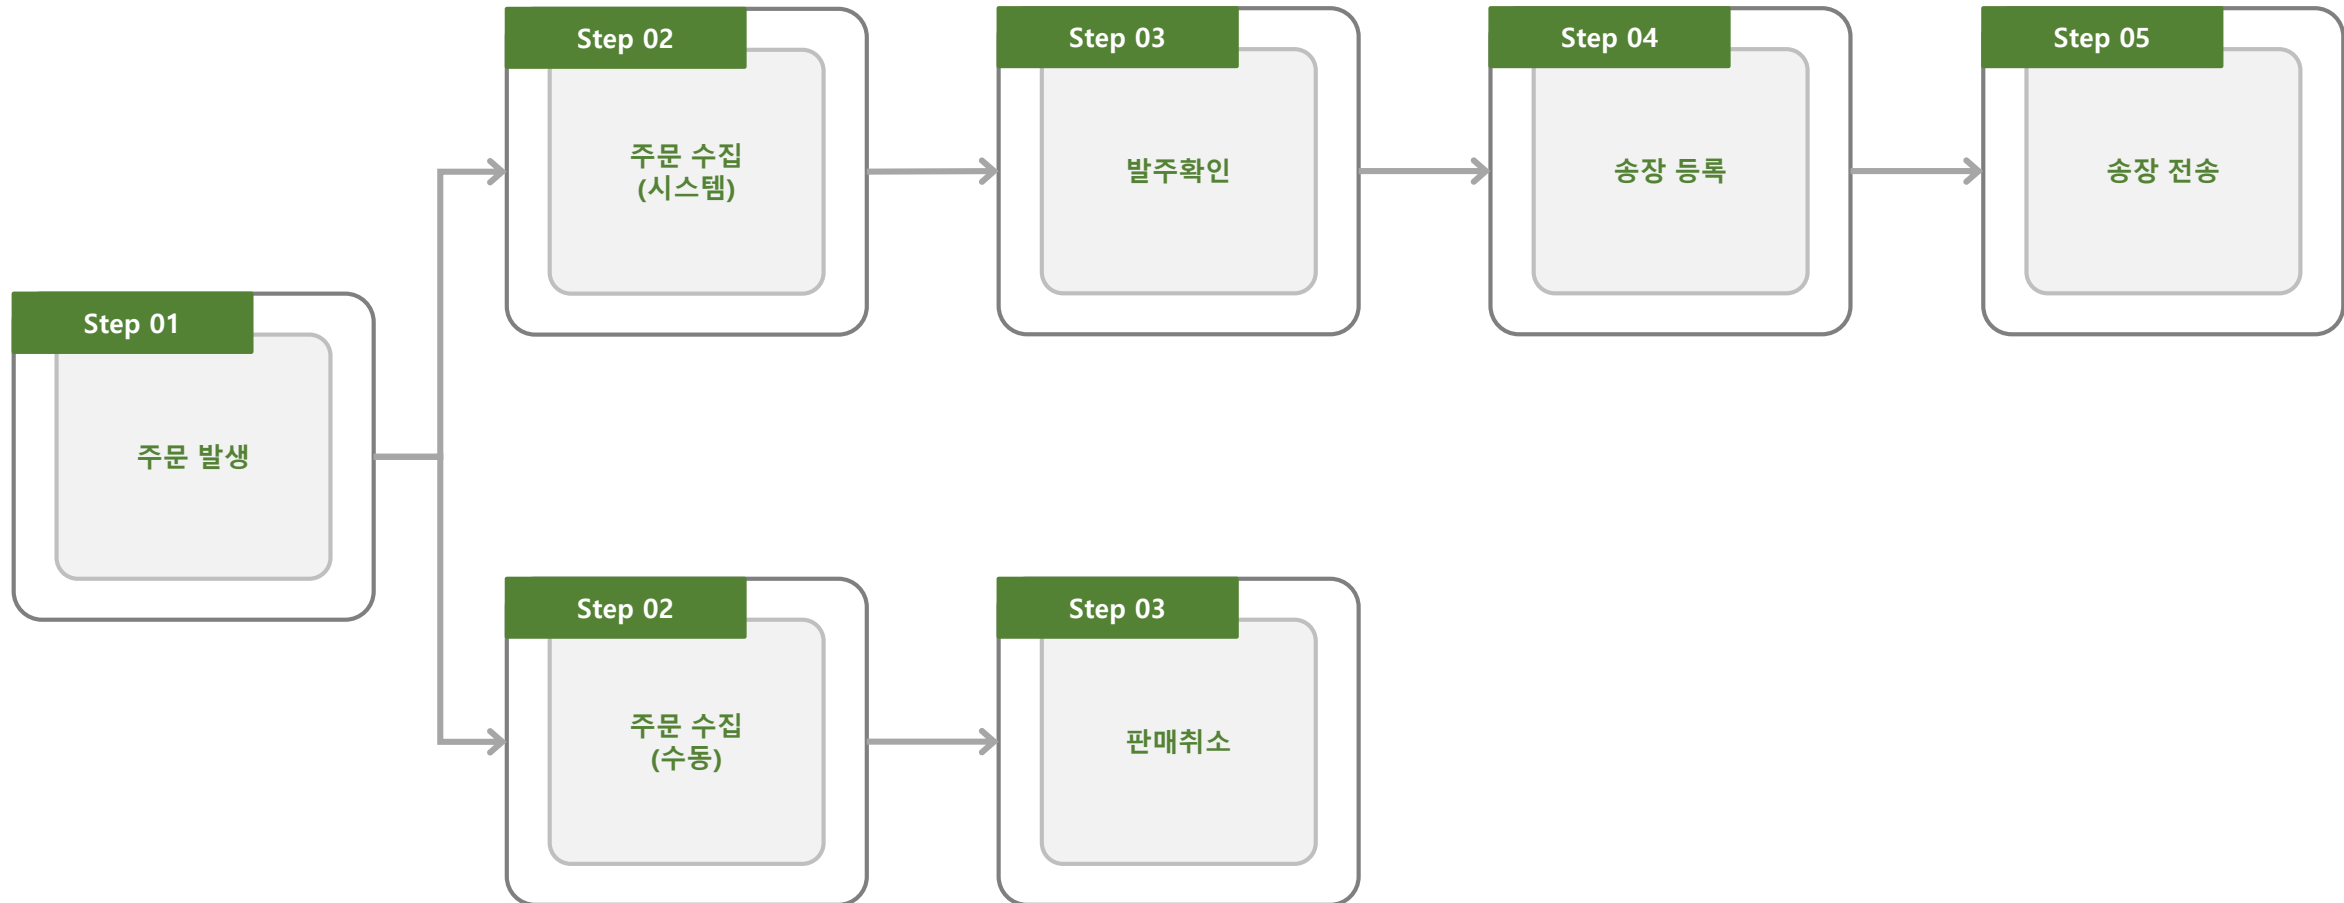 Step 01
주문 발생
Step 02
주문 수집
(시스템)
Step 03
발주확인
Step 04
송장 등록
Step 05
송장 전송
Step 02
주문 수집
(수동)
Step 03
판매취소